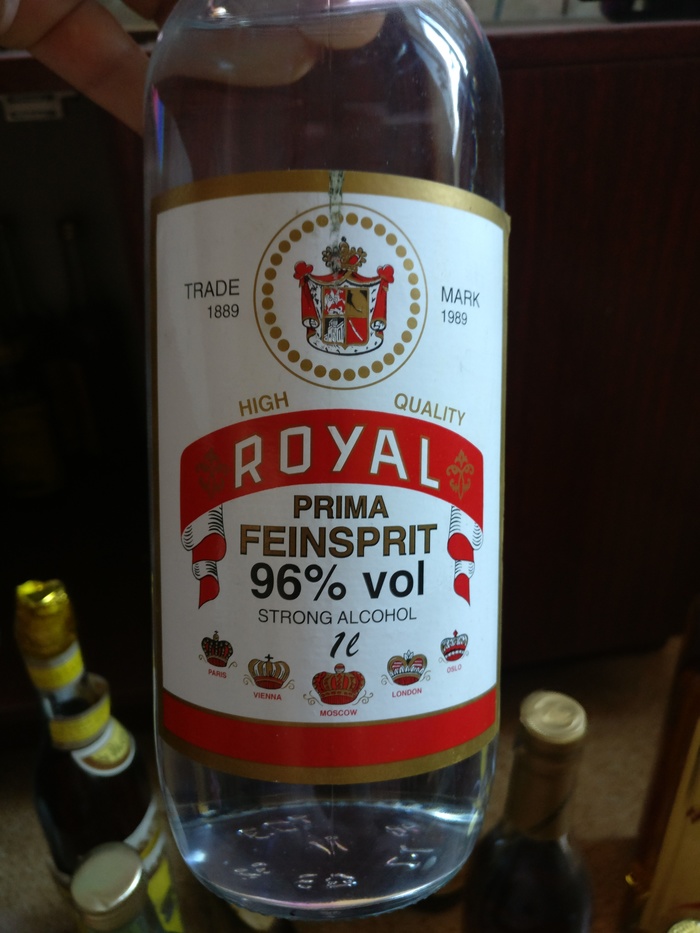 TRADE MARK
1889 1989
HIGH QUALITY
ROYAL
PRIMA
FEINSPRIT
96% vol
STRONG ALCOHOL
1l
PARIS VIENNA MOSCOW LONDON OSLO